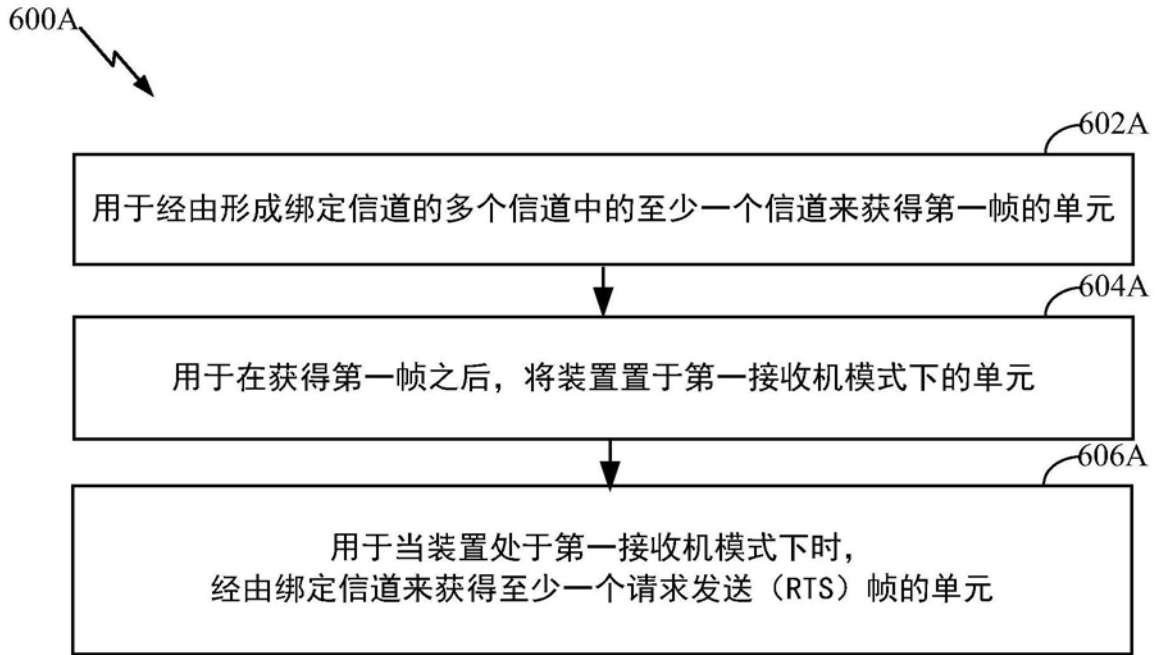 600A
602A
用于经由形成绑定信道的多个信道中的至少一个信道来获得第一帧的单元
604A
用于在获得第一帧之后，将装置置于第一接收机模式下的单元
606A
用于当装置处于第一接收机模式下时，
经由绑定信道来获得至少一个请求发送（RTS）帧的单元